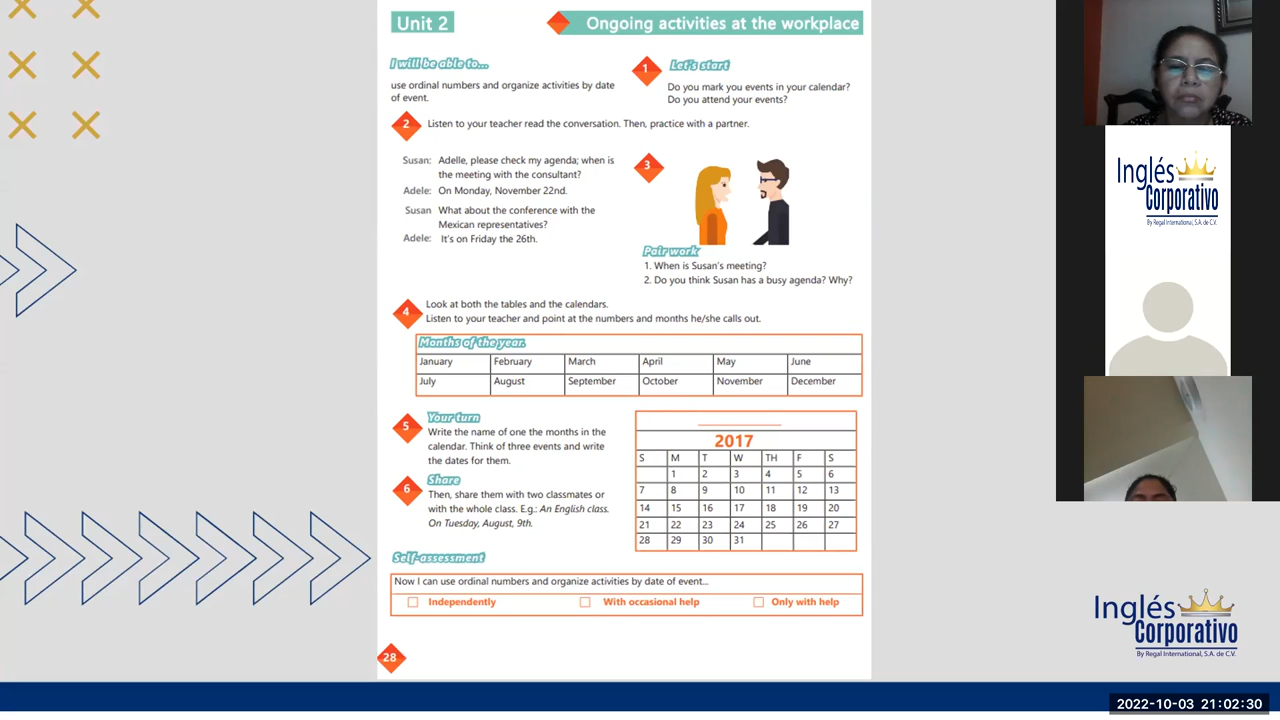 Unit 2
Ongoing activities at the workplace
I will be able to...
use ordinal numbers and organize activities by date
of event.
1
Let's start
Do you mark you events in your calendar?
Do you attend your events?
2
Listen to your teacher read the conversation. Then, practice with a partner.
Susan: Adelle, please check my agenda; when is
the meeting with the consultant?
Adele: On Monday, November 22nd.
Susan What about the conference with the
Mexican representatives?
Adele: It's on Friday the 26th.
3
Pair work
1. When is Susan's meeting?
2. Do you think Susan has a busy agenda? Why?
4
Look at both the tables and the calendars.
Listen to your teacher and point at the numbers and months he/she calls out.
Months of the year.
January February March April May June
July August September October November December
5
Your turn
Write the name of one the months in the
calendar. Think of three events and write
the dates for them.
6
Share
Then, share them with two classmates or
with the whole class. E.g.: An English class.
On Tuesday, August, 9th.
2017
S M T W TH F S
1 2 3 4 5 6
7 8 9 10 11 12 13
14 15 16 17 18 19 20
21 22 23 24 25 26 27
28 29 30 31
Self-assessment
Now I can use ordinal numbers and organize activities by date of event...
Independently With occasional help Only with help
28
Inglés
Corporativo
By Regal International, S.A. de C.V.
Inglés
Corporativo
By Regal International, S.A. de C.V.
2022-10-03 21:02:30